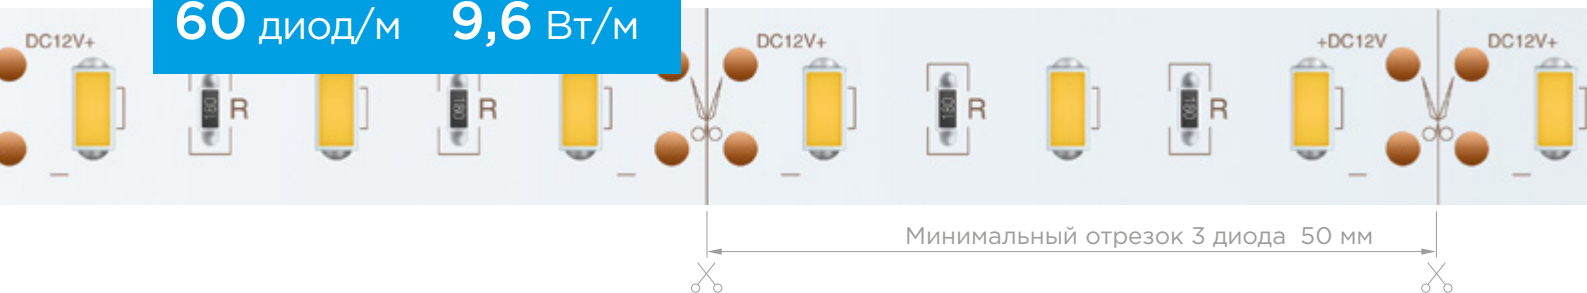 60 диод/м 9,6 Вт/м
DC12V+ DC12V+ +DC12V DC12V+
180 R 180 R 180 R 180 R
Минимальный отрезок 3 диода 50 мм